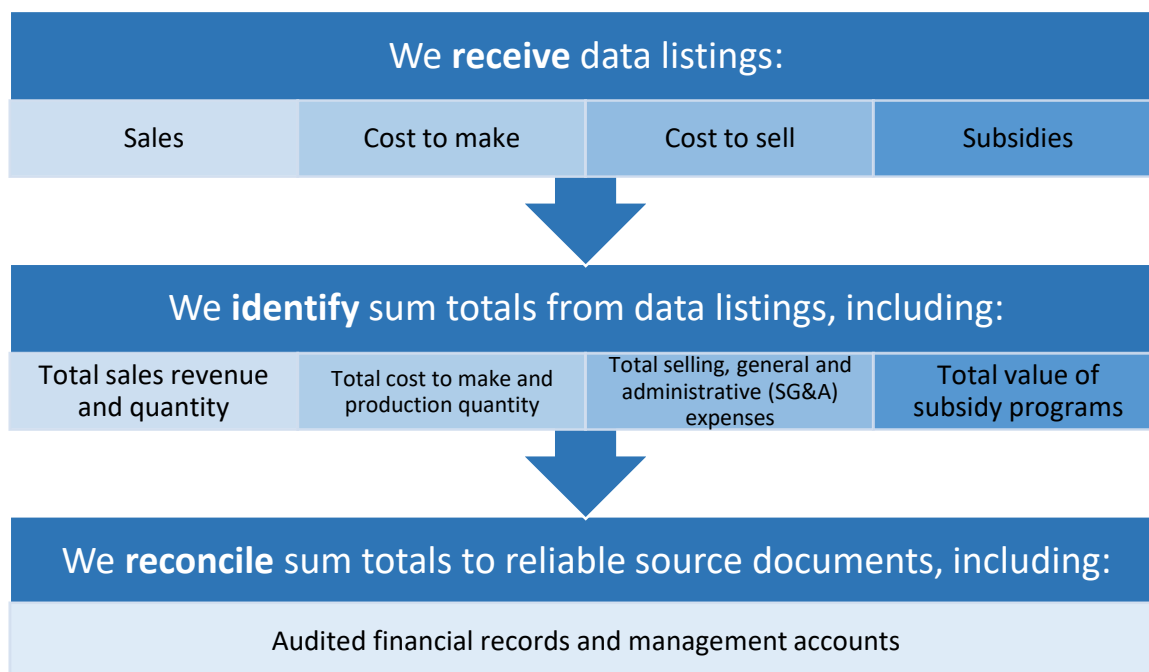 We receive data listings:
Sales
Cost to make
Cost to sell
Subsidies
We identify sum totals from data listings, including:
Total sales revenue
and quantity
Total cost to make and
production quantity
Total selling, general and
administrative (SG&A)
expenses
Total value of
subsidy programs
We reconcile sum totals to reliable source documents, including:
Audited financial records and management accounts